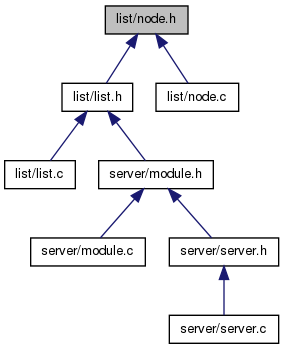 list/node.h
list/list.h
list/node.c
list/list.c
server/module.h
server/module.c
server/server.h
server/server.c